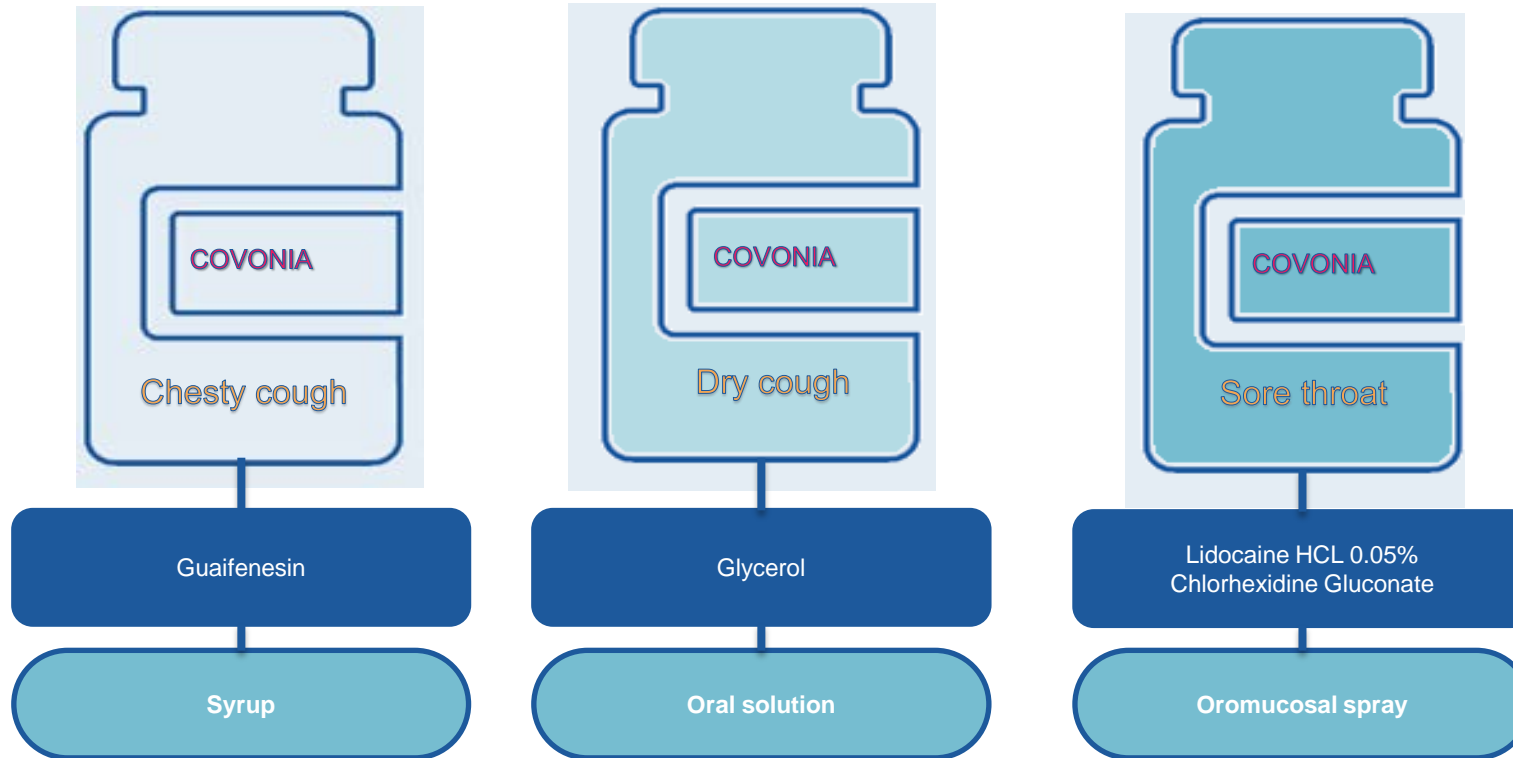 COVONIA
Chesty cough
Guaifenesin
Syrup
COVONIA
Dry cough
Glycerol
Oral solution
COVONIA
Sore throat
Lidocaine HCL 0.05%
Chlorhexidine Gluconate
Oromucosal spray